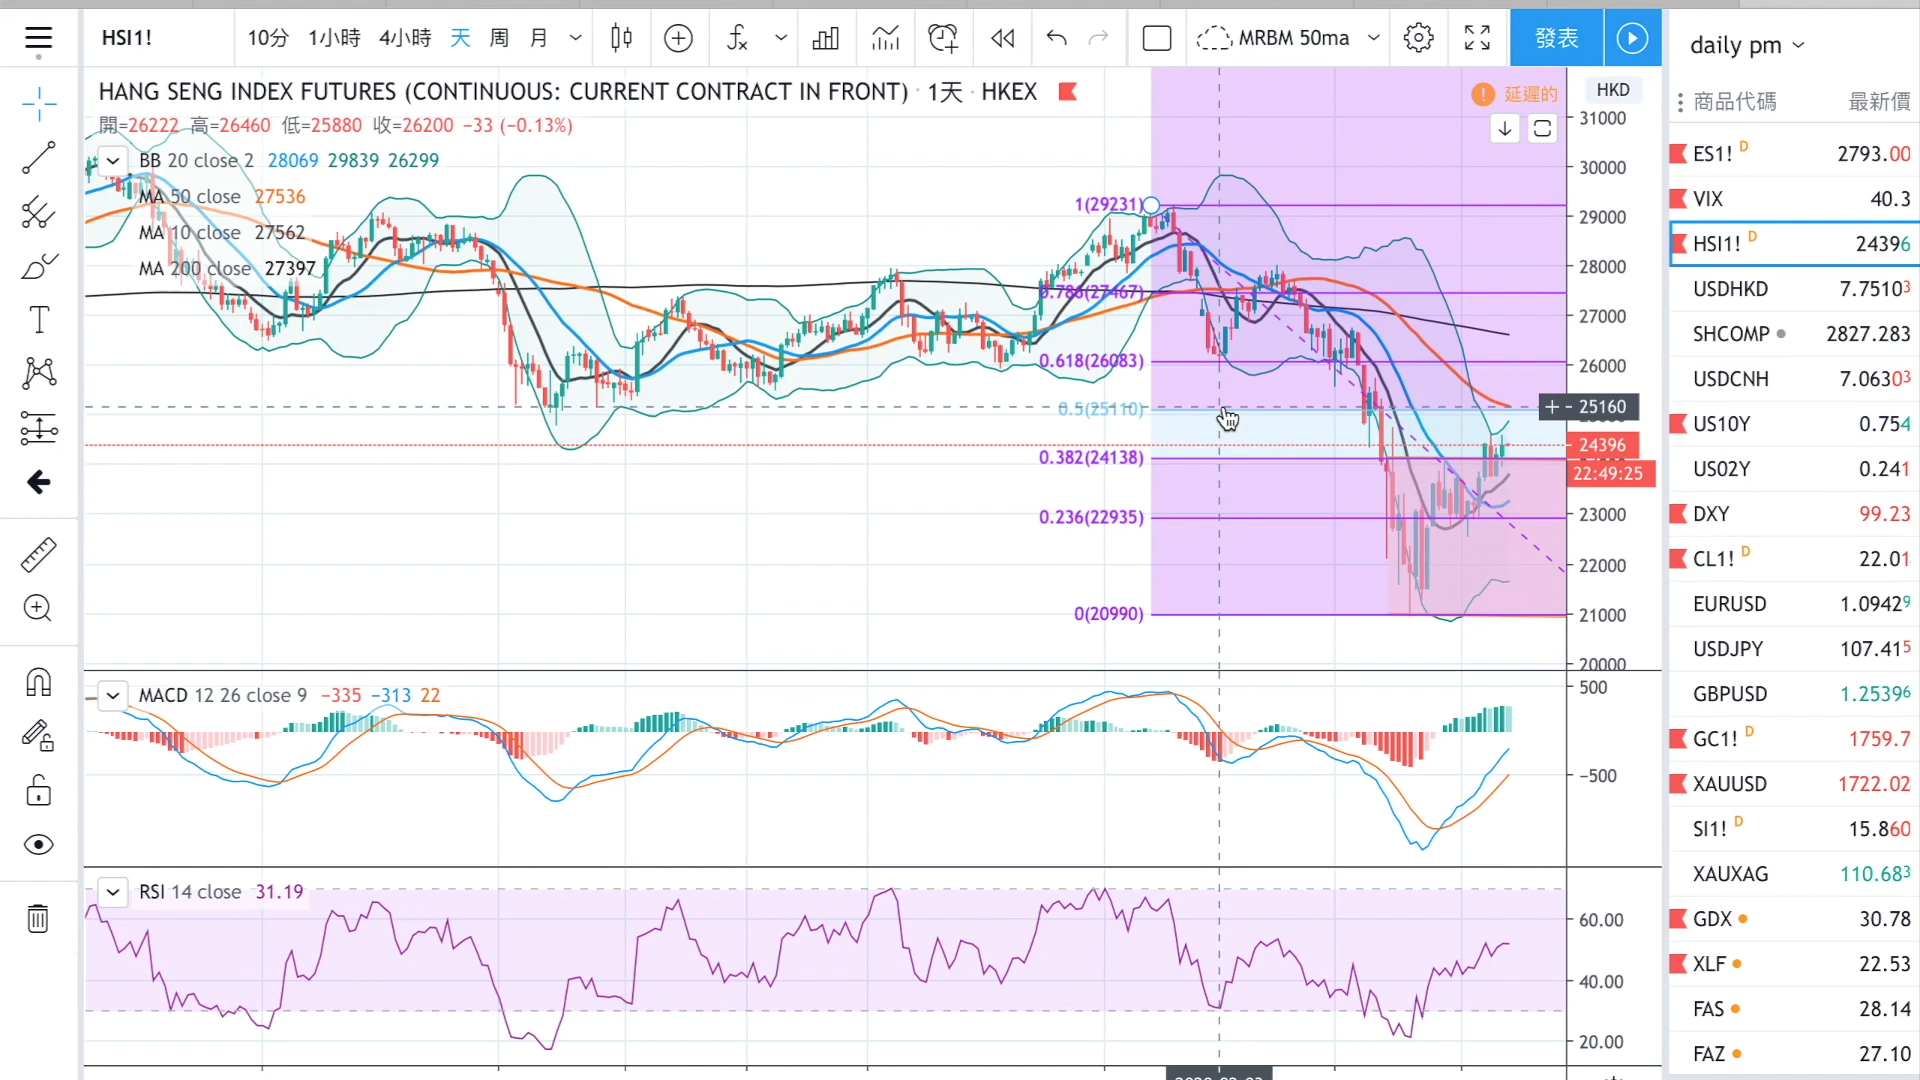 HSI1! 10分 1小時 4小時 天 周 月 MRBM 50ma 發表
daily pm
HANG SENG INDEX FUTURES (CONTINUOUS: CURRENT CONTRACT IN FRONT) · 1天 · HKEX
延遲的
HKD
商品代碼 最新價
開=26222 高=26460 低=25880 收=26200 −33 (−0.13%)
BB 20 close 2 28069 29839 26299
MA 50 close 27536
MA 10 close 27562
MA 200 close 27397
1(29231)
0.786(27467)
0.618(26083)
0.5(25110)
0.382(24138)
0.236(22935)
0(20990)
31000
30000
29000
28000
27000
26000
25160
24396
22:49:25
23000
22000
21000
20000
MACD 12 26 close 9 −335 −313 22
500
−500
RSI 14 close 31.19
60.00
40.00
20.00
ES1! D 2793.00
VIX 40.3
HSI1! D 24396
USDHKD 7.75103
SHCOMP 2827.283
USDCNH 7.06303
US10Y 0.754
US02Y 0.241
DXY 99.23
CL1! D 22.01
EURUSD 1.09429
USDJPY 107.415
GBPUSD 1.25396
GC1! D 1759.7
XAUUSD 1722.02
SI1! D 15.860
XAUXAG 110.683
GDX 30.78
XLF 22.53
FAS 28.14
FAZ 27.10